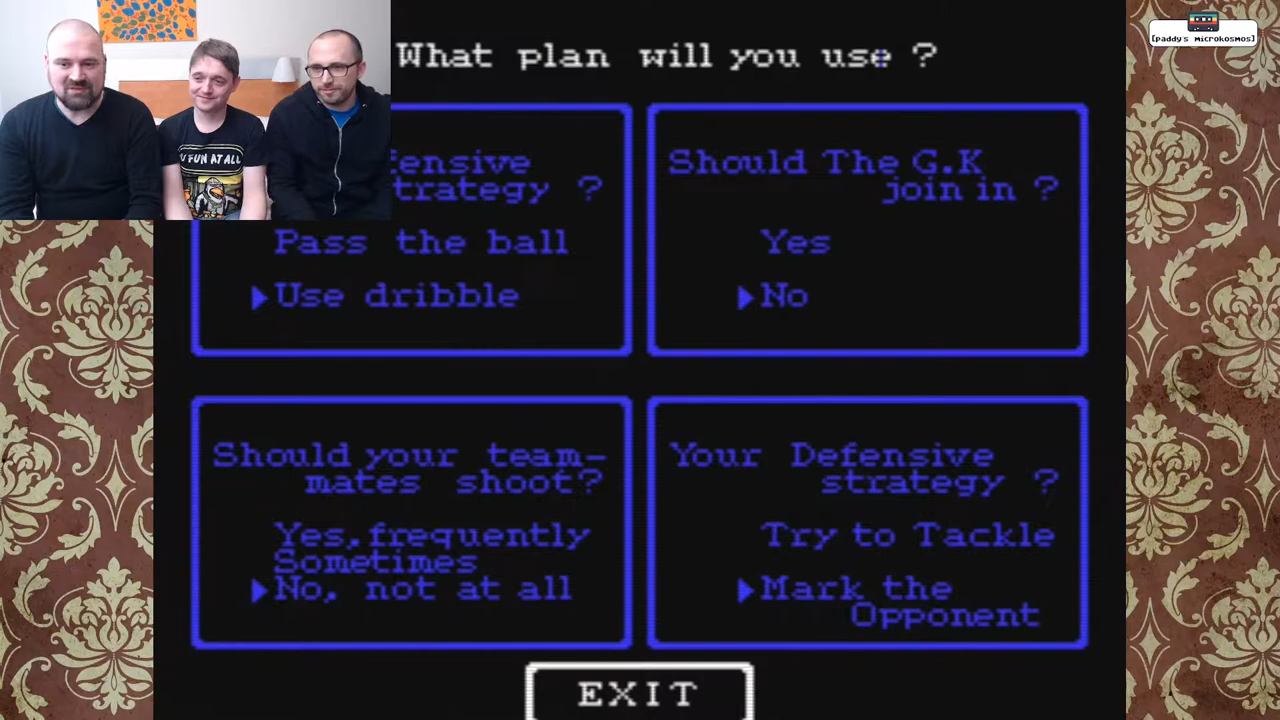 What plan will you use ?
[paddy's microkosmos]
fensive
trategy ?
Pass the ball
Use dribble
Should The G.K
join in ?
Yes
No
Should your team-
mates shoot?
Yes,frequently
Sometimes
No, not at all
Your Defensive
strategy ?
Try to Tackle
Mark the
Opponent
EXIT
U FUN AT ALL